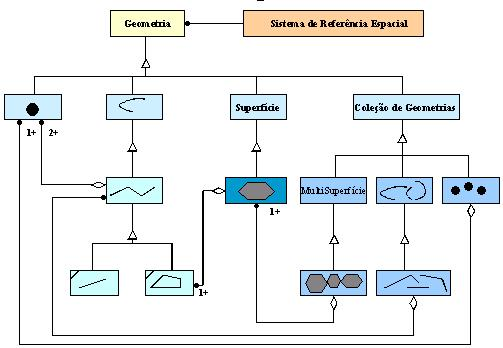 Geometria
Sistema de Referência Espacial
Superfície
Coleção de Geometrias
1+
2+
MultiSuperfície
1+
1+